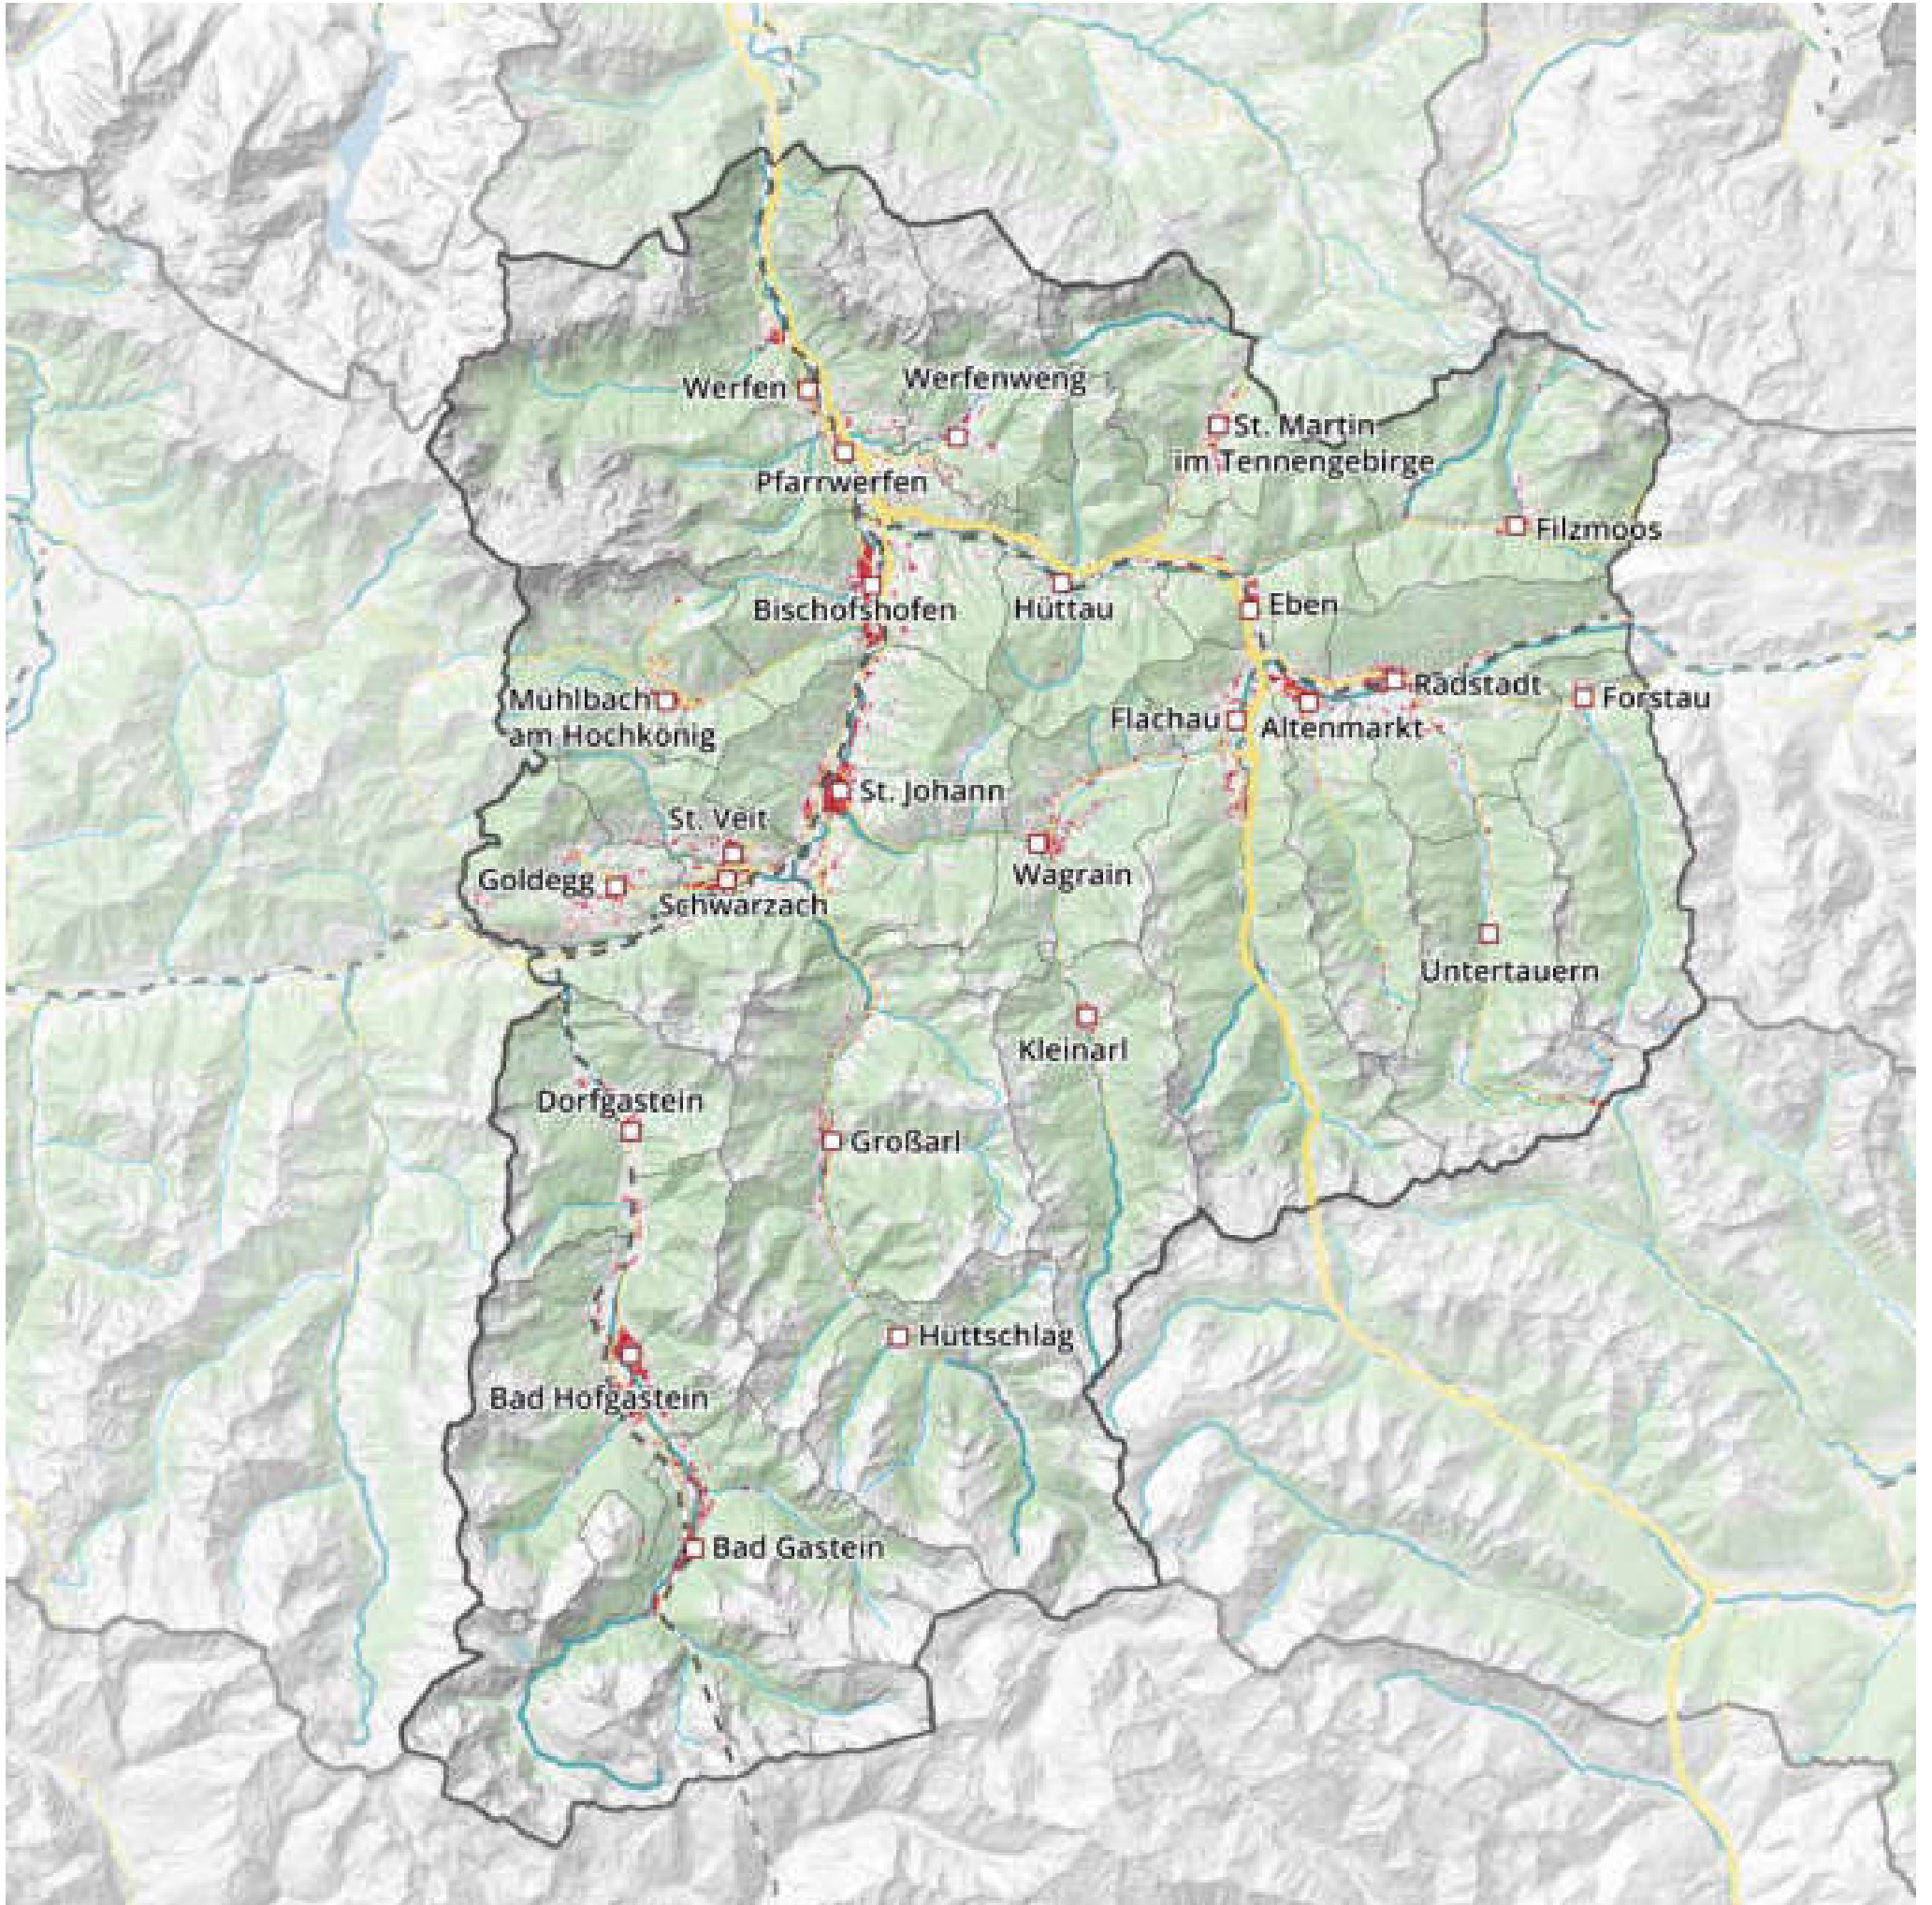 Werfen
Werfenweng
St. Martin
im Tennengebirge
Pfarrwerfen
Filzmoos
Bischofshofen
Hüttau
Eben
Mühlbach
am Hochkönig
Radstadt
Forstau
Flachau
Altenmarkt
St. Johann
St. Veit
Goldegg
Schwarzach
Wagrain
Untertauern
Kleinarl
Dorfgastein
Großarl
Hüttschlag
Bad Hofgastein
Bad Gastein